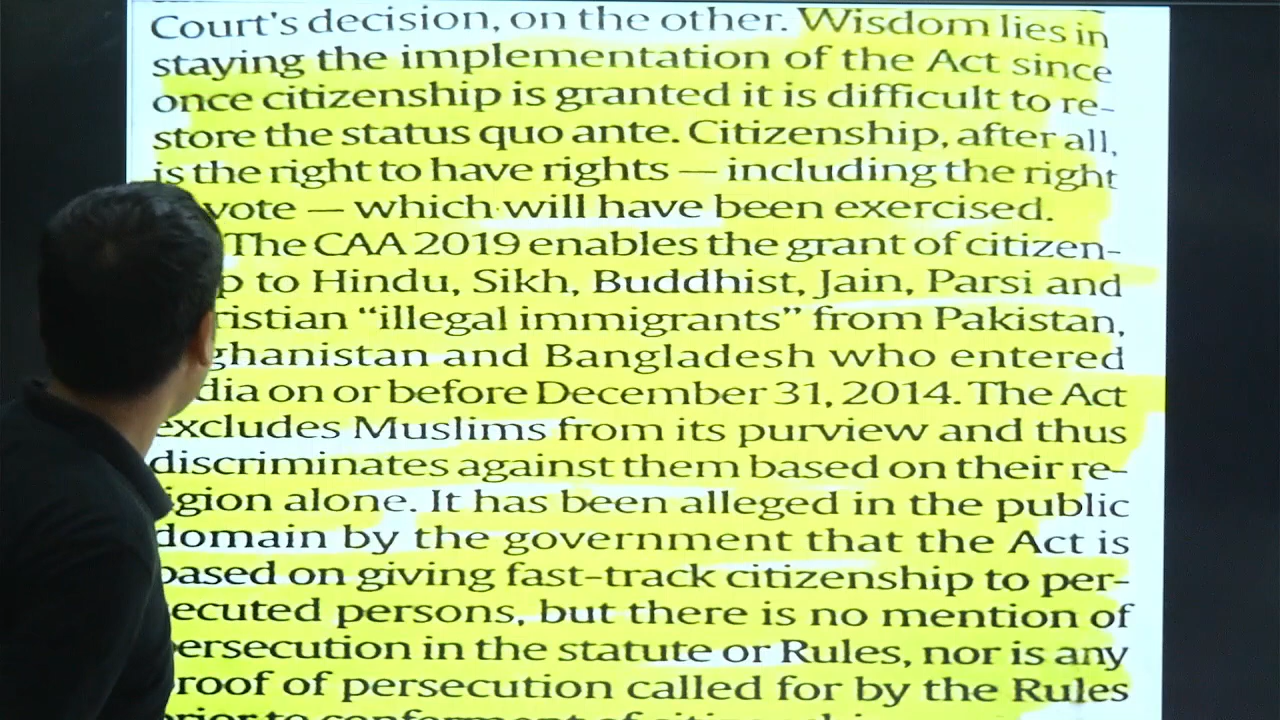 Court's decision, on the other. Wisdom lies in
staying the implementation of the Act since
once citizenship is granted it is difficult to re-
store the status quo ante. Citizenship, after all,
is the right to have rights — including the right
vote — which will have been exercised.
The CAA 2019 enables the grant of citizen-
p to Hindu, Sikh, Buddhist, Jain, Parsi and
ristian “illegal immigrants” from Pakistan,
ghanistan and Bangladesh who entered
dia on or before December 31, 2014. The Act
excludes Muslims from its purview and thus
discriminates against them based on their re-
igion alone. It has been alleged in the public
domain by the government that the Act is
based on giving fast-track citizenship to per-
ecuted persons, but there is no mention of
ersecution in the statute or Rules, nor is any
roof of persecution called for by the Rules